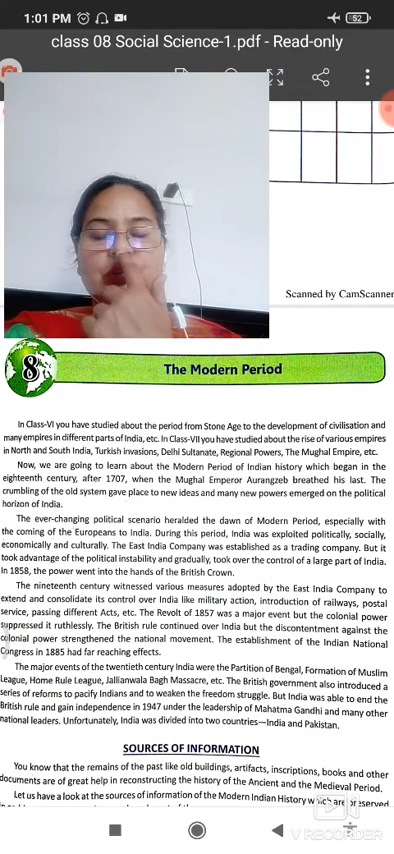 1:01 PM
52
class 08 Social Science-1.pdf - Read-only
Scanned by CamScanner
8
The Modern Period
In Class-VI you have studied about the period from Stone Age to the development of civilisation and
many empires in different parts of India, etc. In Class-VII you have studied about the rise of various empires
in North and South India, Turkish invasions, Delhi Sultanate, Regional Powers, The Mughal Empire, etc.
Now, we are going to learn about the Modern Period of Indian history which began in the
eighteenth century, after 1707, when the Mughal Emperor Aurangzeb breathed his last. The
crumbling of the old system gave place to new ideas and many new powers emerged on the political
horizon of India.
The ever-changing political scenario heralded the dawn of Modern Period, especially with
the coming of the Europeans to India. During this period, India was exploited politically, socially,
economically and culturally. The East India Company was established as a trading company. But it
took advantage of the political instability and gradually, took over the control of a large part of India.
In 1858, the power went into the hands of the British Crown.
The nineteenth century witnessed various measures adopted by the East India Company to
extend and consolidate its control over India like military action, introduction of railways, postal
service, passing different Acts, etc. The Revolt of 1857 was a major event but the colonial power
suppressed it ruthlessly. The British rule continued over India but the discontentment against the
colonial power strengthened the national movement. The establishment of the Indian National
Congress in 1885 had far reaching effects.
The major events of the twentieth century India were the Partition of Bengal, Formation of Muslim
League, Home Rule League, Jallianwala Bagh Massacre, etc. The British government also introduced a
series of reforms to pacify Indians and to weaken the freedom struggle. But India was able to end the
British rule and gain independence in 1947 under the leadership of Mahatma Gandhi and many other
national leaders. Unfortunately, India was divided into two countries—India and Pakistan.
SOURCES OF INFORMATION
You know that the remains of the past like old buildings, artifacts, inscriptions, books and other
documents are of great help in reconstructing the history of the Ancient and the Medieval Period.
Let us have a look at the sources of information of the Modern Indian History which are preserved
V RECORDER